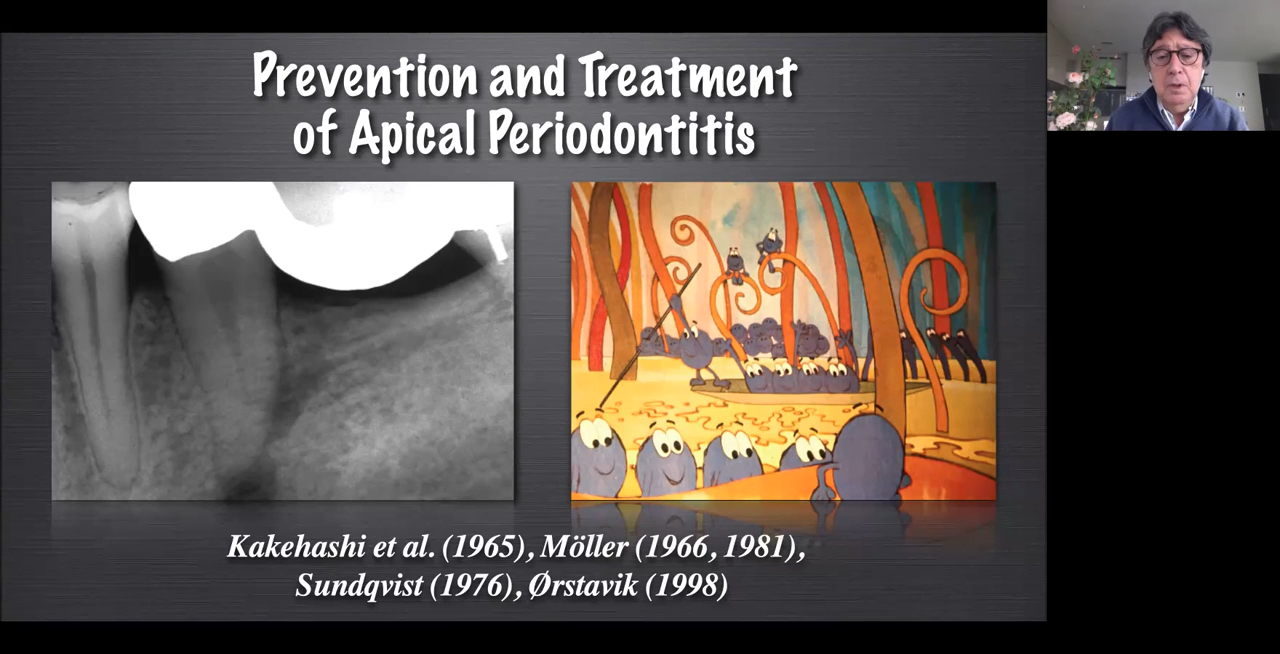 Prevention and Treatment
of Apical Periodontitis
Kakehashi et al. (1965), Möller (1966, 1981),
Sundqvist (1976), Ørstavik (1998)